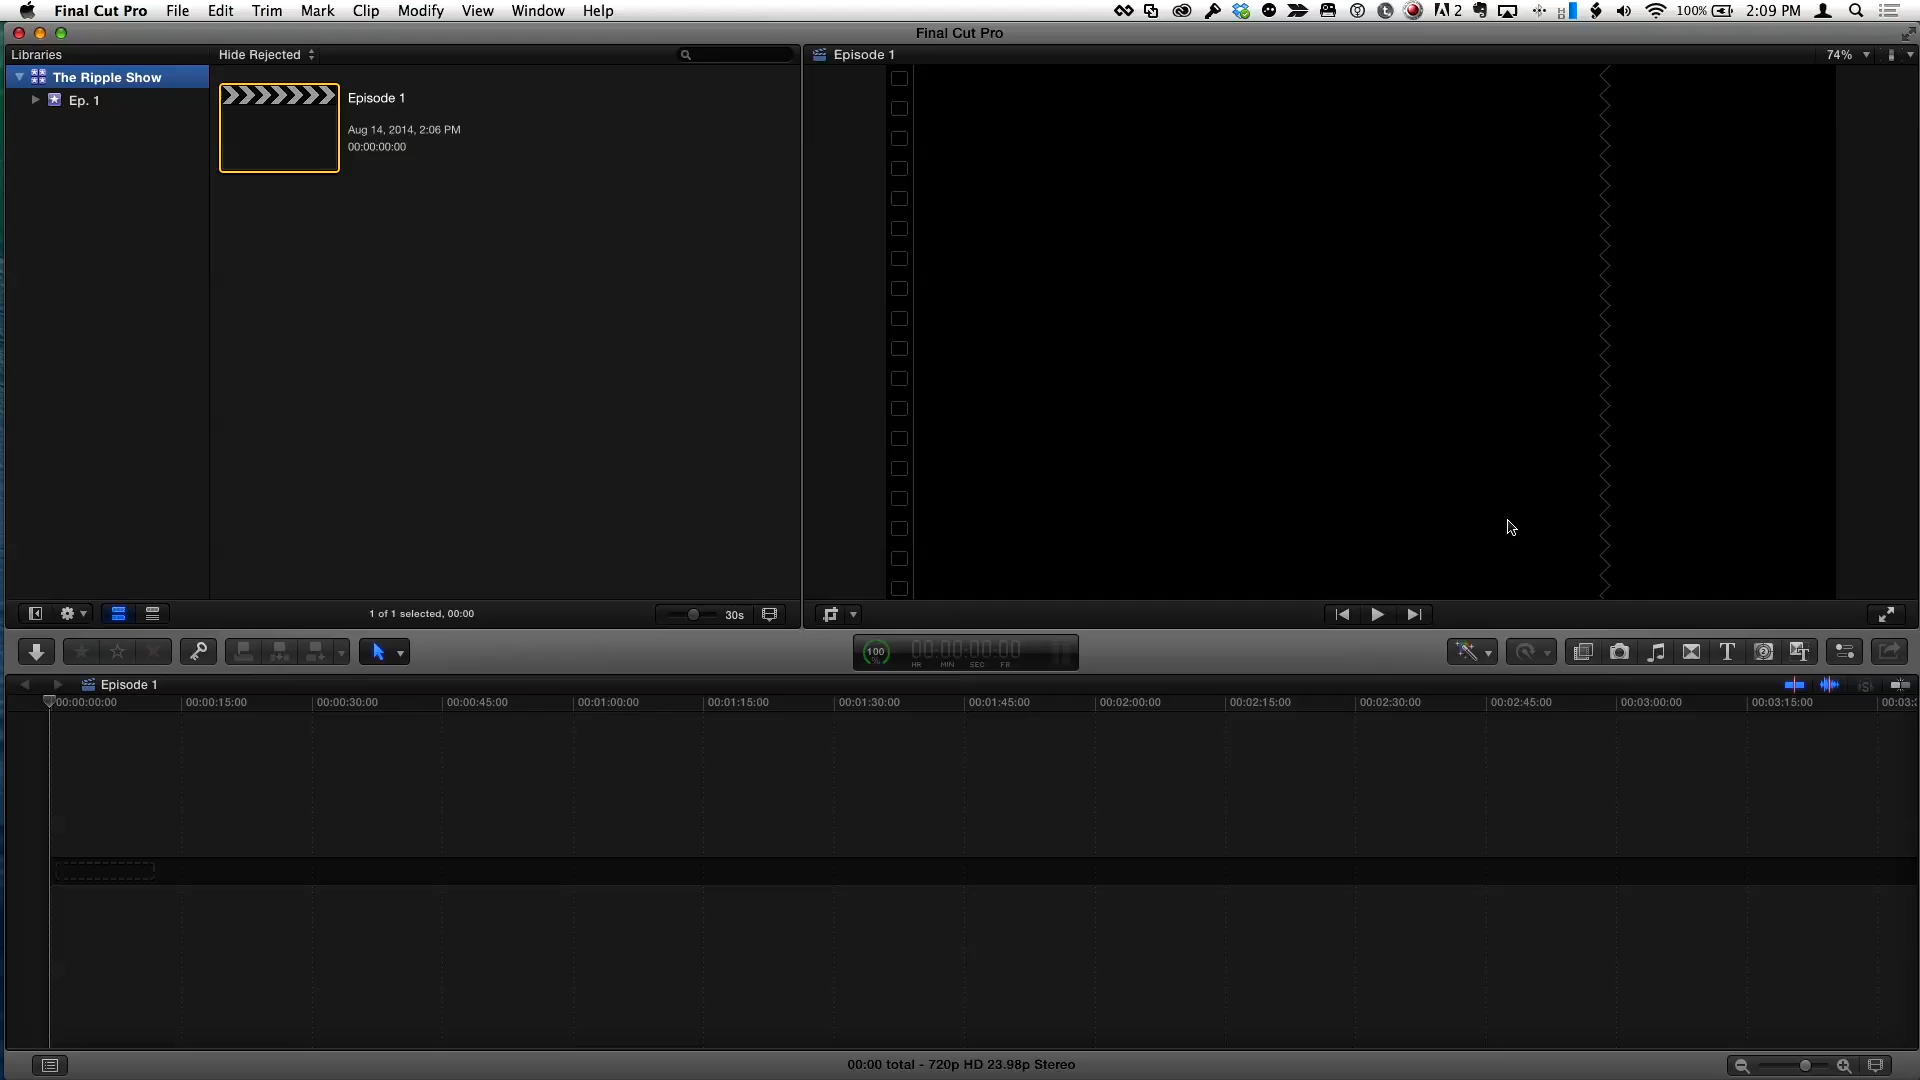 Final Cut Pro File Edit Trim Mark Clip Modify View Window Help 2 100% 2:09 PM
Final Cut Pro
Libraries Hide Rejected Episode 1 74%
The Ripple Show
Ep. 1
Episode 1
Aug 14, 2014, 2:06 PM
00:00:00:00
1 of 1 selected, 00:00 30s
100 % 00:00:00:00
HR MIN SEC FR
Episode 1
00:00:00:00 00:00:15:00 00:00:30:00 00:00:45:00 00:01:00:00 00:01:15:00 00:01:30:00 00:01:45:00 00:02:00:00 00:02:15:00 00:02:30:00 00:02:45:00 00:03:00:00 00:03:15:00 00:03:
00:00 total - 720p HD 23.98p Stereo